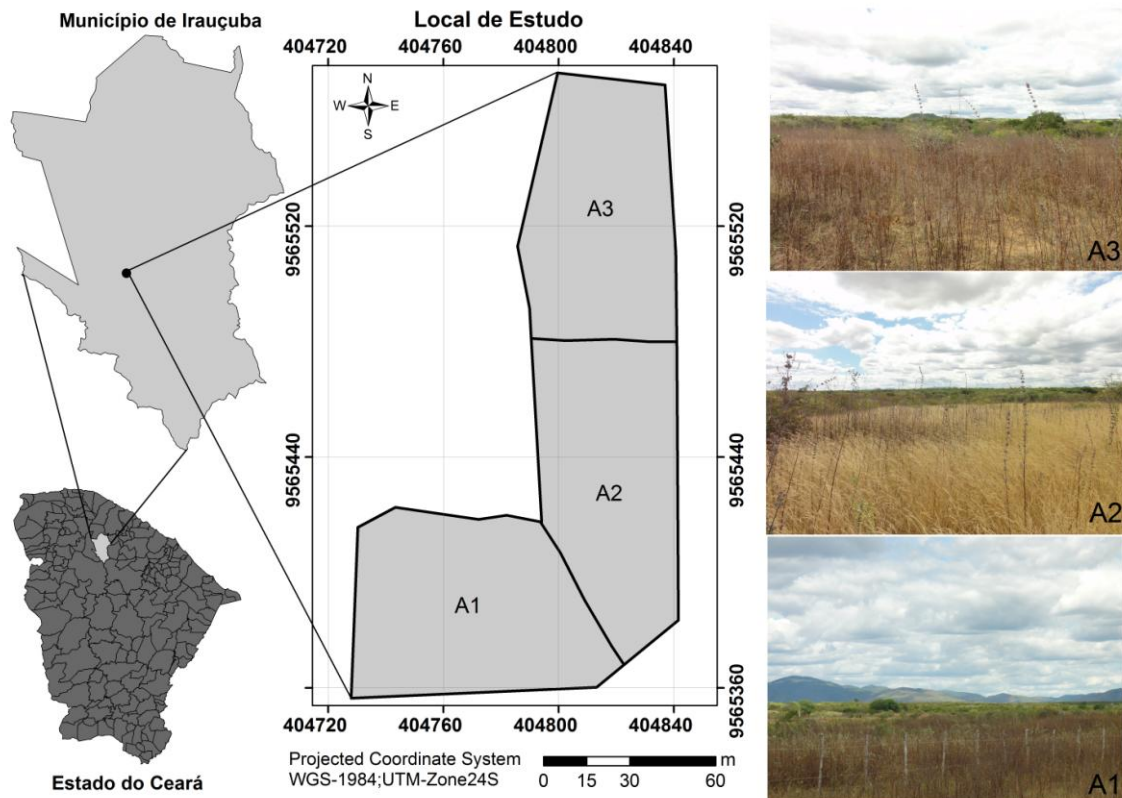 Município de Irauçuba
Estado do Ceará
Local de Estudo
404720 404760 404800 404840
N
W E
S
A3
A2
A1
9565520
9565440
9565360
9565520
9565440
9565360
404720 404760 404800 404840
Projected Coordinate System
WGS-1984;UTM-Zone24S
0 15 30 60 m
A3
A2
A1